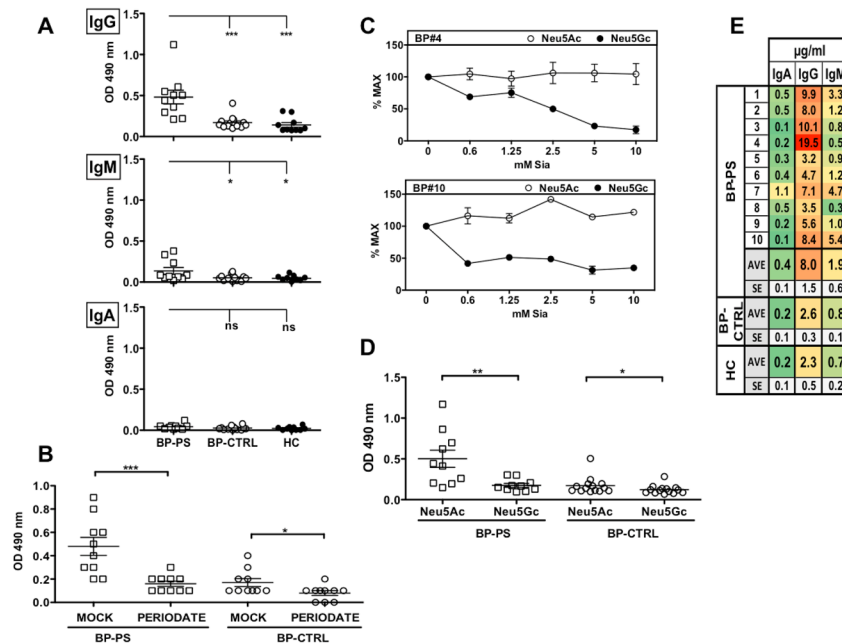 A
IgG
OD 490 nm
1.5
1.0
0.5
0.0
***
***
IgM
OD 490 nm
1.5
1.0
0.5
0.0
*
*
IgA
OD 490 nm
1.5
1.0
0.5
0.0
ns
ns
BP-PS BP-CTRL HC
B
OD 490 nm
1.0
0.8
0.6
0.4
0.2
0.0
***
*
MOCK PERIODATE MOCK PERIODATE
BP-PS BP-CTRL
C
BP#4 Neu5Ac Neu5Gc
% MAX
150
100
50
0
0 0.6 1.25 2.5 5 10
mM Sia
BP#10 Neu5Ac Neu5Gc
% MAX
150
100
50
0
0 0.6 1.25 2.5 5 10
mM Sia
D
OD 490 nm
1.5
1.0
0.5
0.0
**
*
Neu5Ac Neu5Gc Neu5Ac Neu5Gc
BP-PS BP-CTRL
E
µg/ml
IgA IgG IgM
BP-PS
1 0.5 9.9 3.3
2 0.5 8.0 1.2
3 0.1 10.1 0.8
4 0.2 19.5 0.5
5 0.3 3.2 0.9
6 0.4 4.7 1.2
7 1.1 7.1 4.7
8 0.5 3.5 0.3
9 0.2 5.6 1.0
10 0.1 8.4 5.4
AVE 0.4 8.0 1.9
SE 0.1 1.5 0.6
BP-CTRL
AVE 0.2 2.6 0.8
SE 0.1 0.3 0.1
HC
AVE 0.2 2.3 0.7
SE 0.1 0.5 0.2